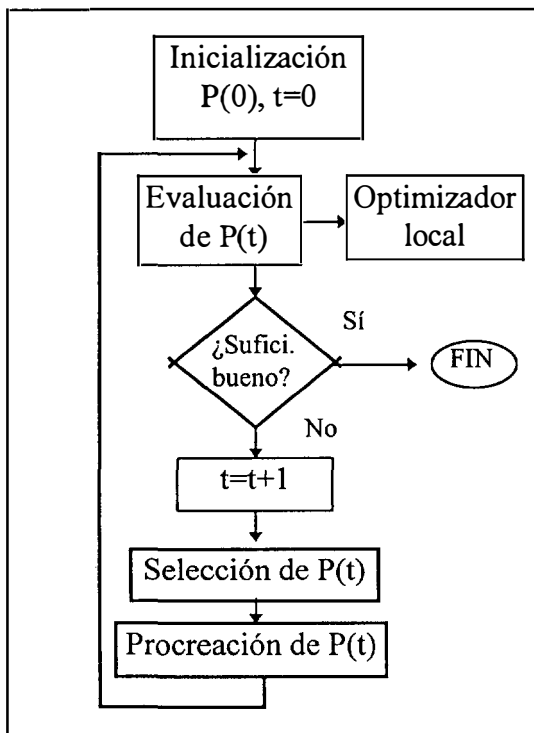 Inicialización
P(0), t=0
Evaluación
de P(t)
Optimizador
local
¿Sufici.
bueno?
Sí
FIN
No
t=t+1
Selección de P(t)
Procreación de P(t)